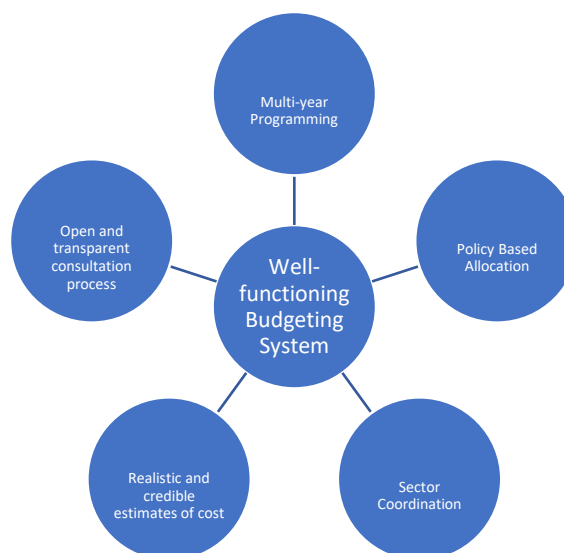 Multi-year
Programming
Open and
transparent
consultation
process
Policy Based
Allocation
Well-
functioning
Budgeting
System
Realistic and
credible
estimates of cost
Sector
Coordination